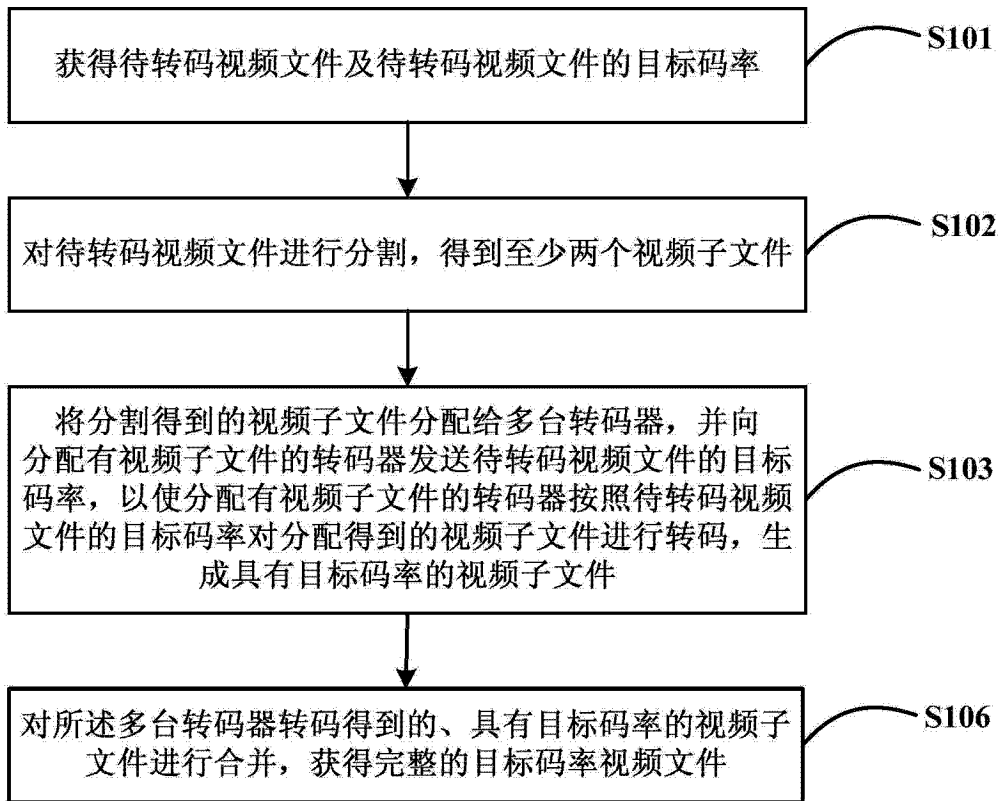 获得待转码视频文件及待转码视频文件的目标码率
S101
对待转码视频文件进行分割，得到至少两个视频子文件
S102
将分割得到的视频子文件分配给多台转码器，并向
分配有视频子文件的转码器发送待转码视频文件的目标
码率，以使分配有视频子文件的转码器按照待转码视频
文件的目标码率对分配得到的视频子文件进行转码，生
成具有目标码率的视频子文件
S103
对所述多台转码器转码得到的、具有目标码率的视频子
文件进行合并，获得完整的目标码率视频文件
S106